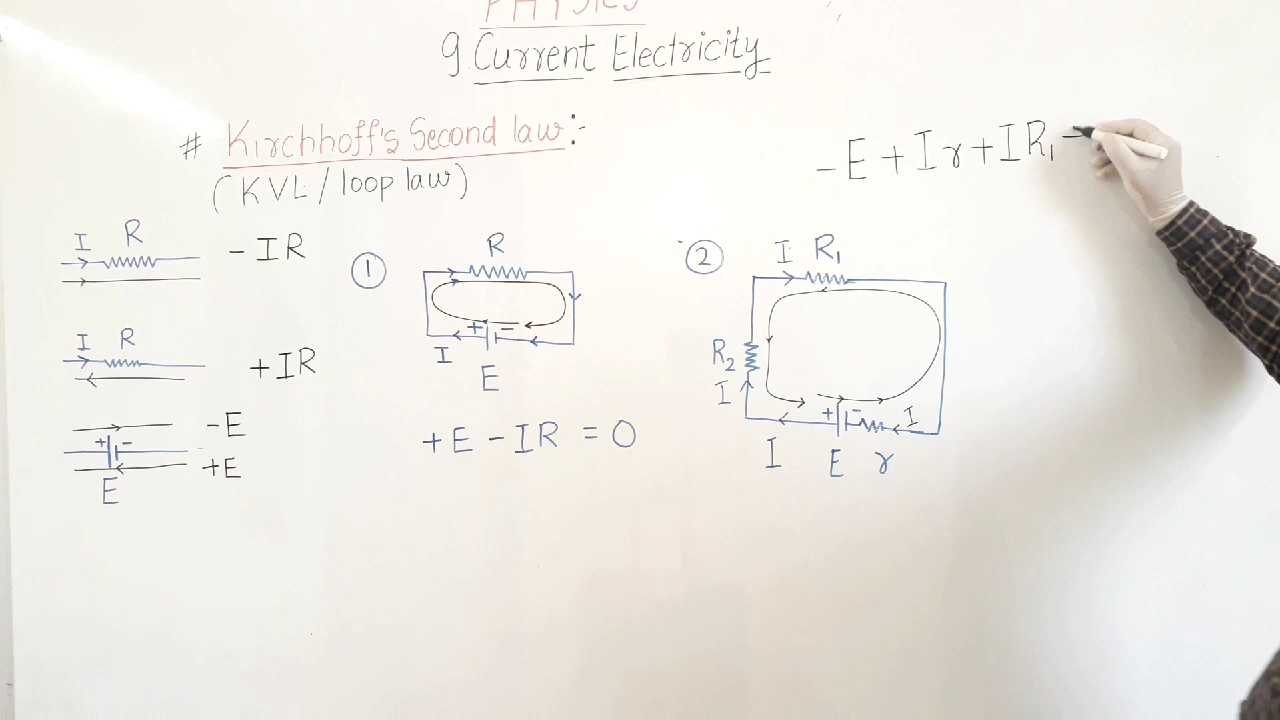 PHYSICS
9. Current Electricity
# Kirchhoff's Second law :-
(KVL / loop law)
I R
- IR
I R
+ IR
+ -
E
-E
+E
1
R
+ -
I
E
+E - IR = 0
- E + Ir + IR₁ -
2
I R₁
R₂
I
+ -
I
I E r